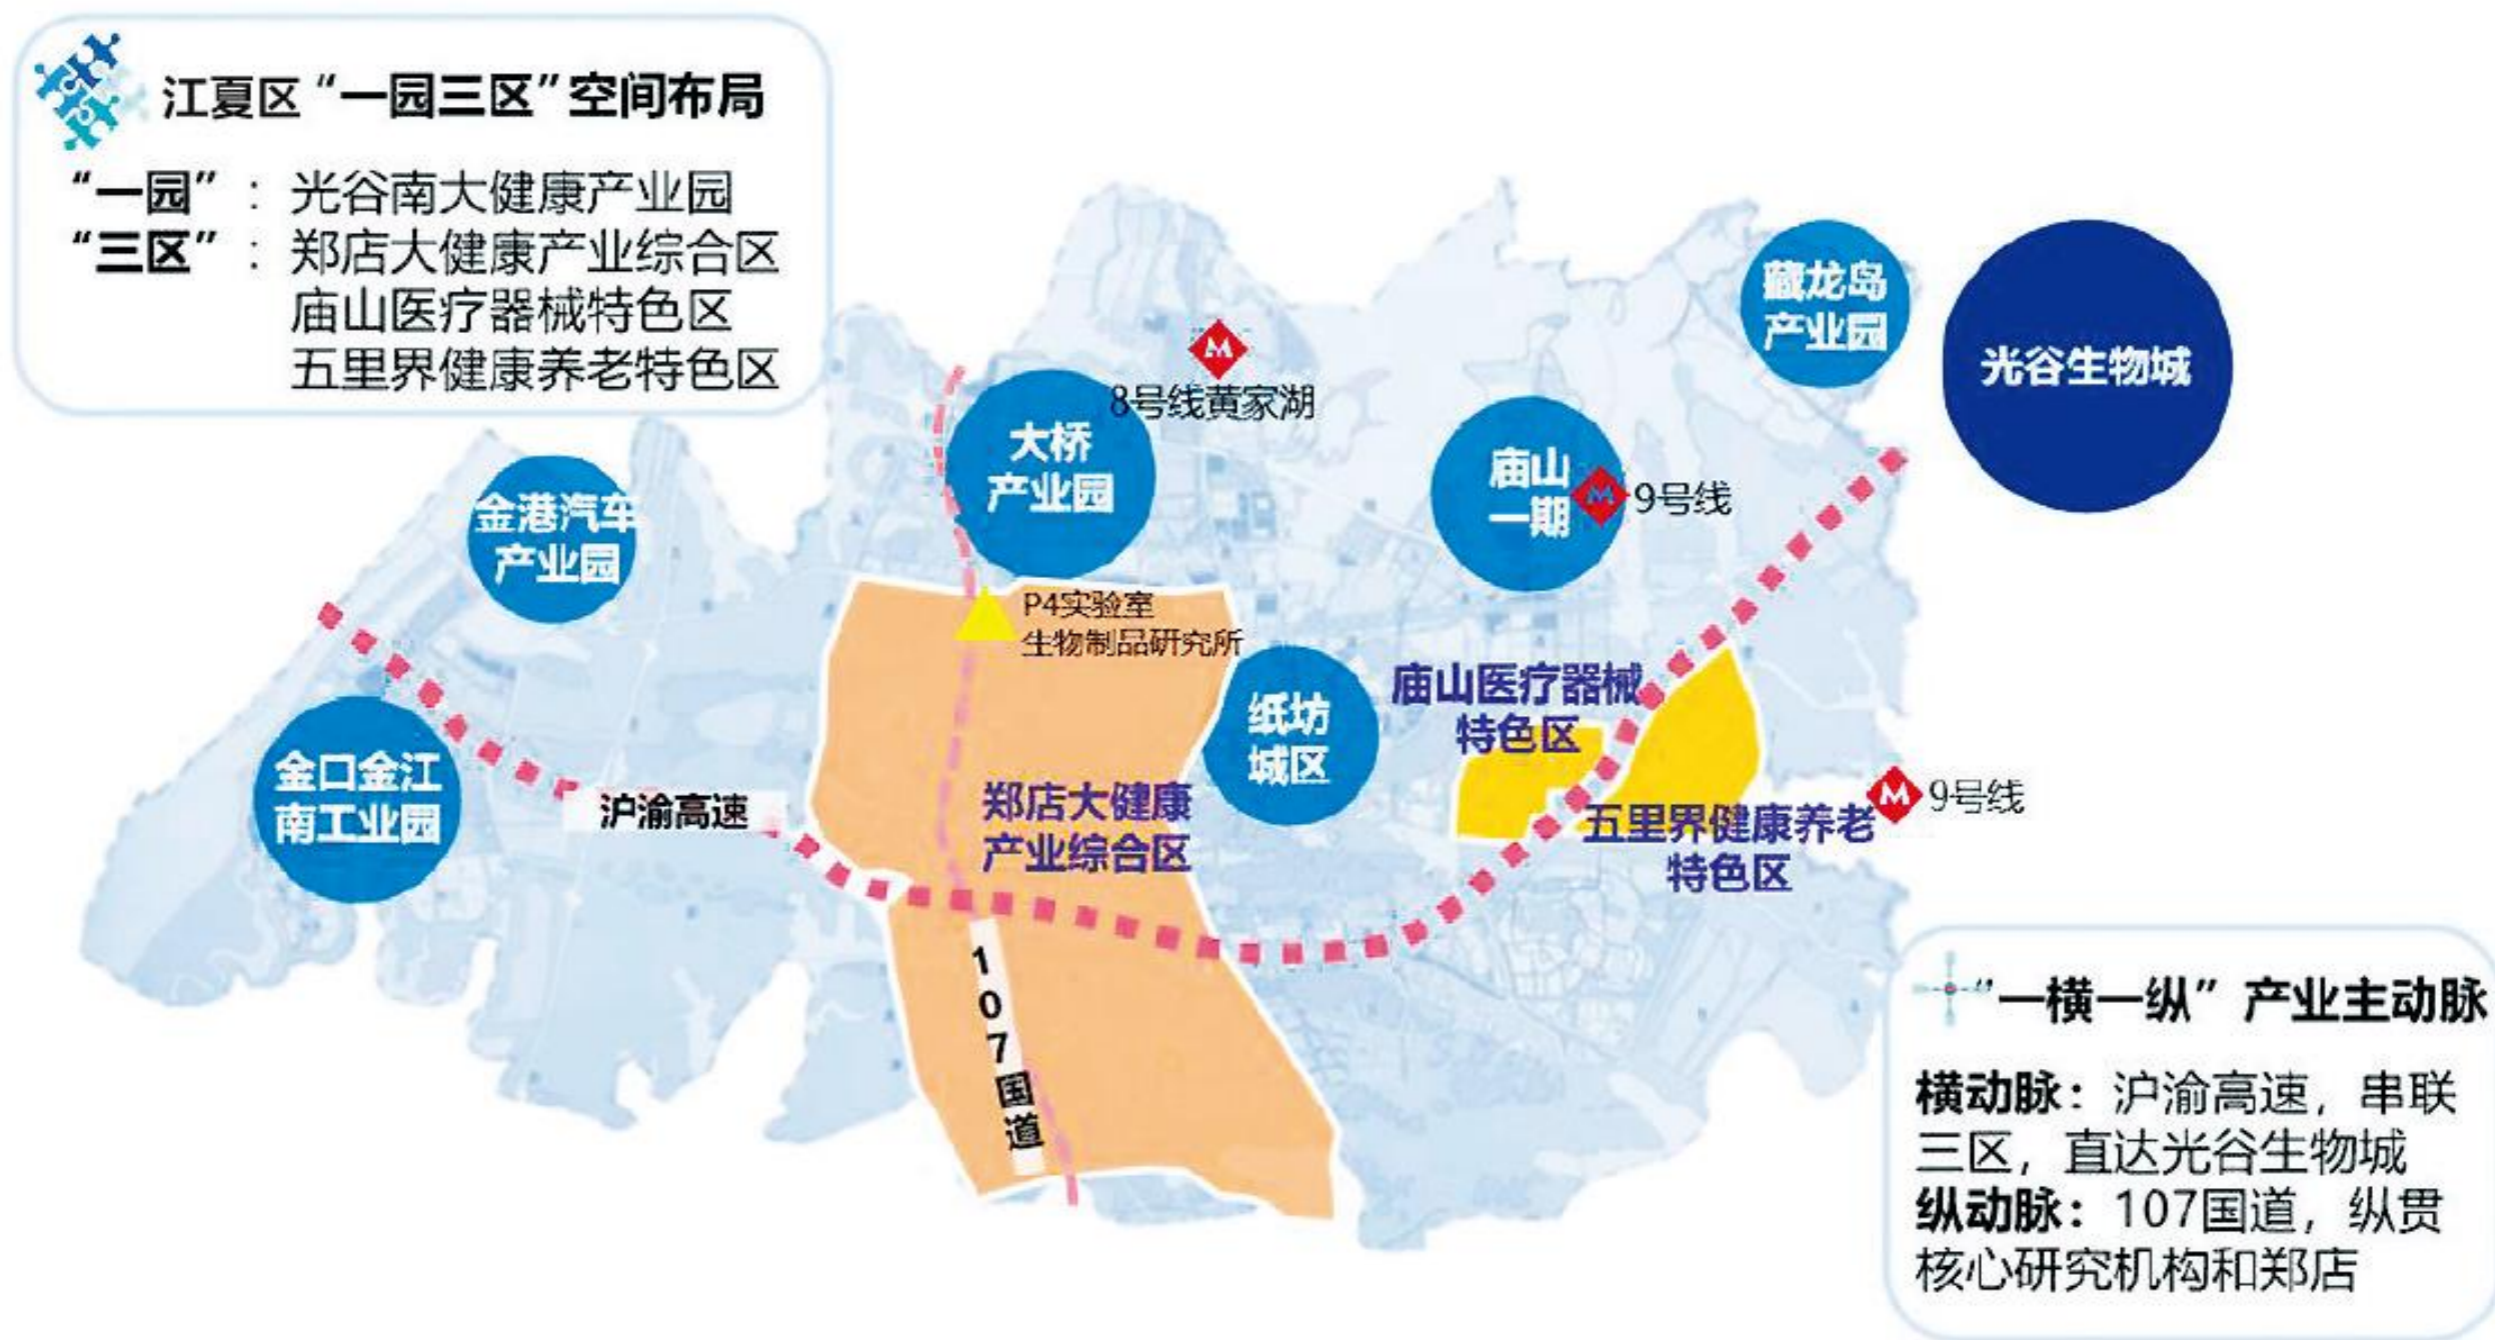 江夏区“一园三区”空间布局
“一园”：光谷南大健康产业园
“三区”：郑店大健康产业综合区
庙山医疗器械特色区
五里界健康养老特色区
藏龙岛
产业园
光谷生物城
8号线黄家湖
大桥
产业园
庙山
一期
9号线
金港汽车
产业园
P4实验室
生物制品研究所
纸坊
城区
庙山医疗器械
特色区
金口金江
南工业园
沪渝高速
郑店大健康
产业综合区
五里界健康养老
特色区
9号线
107国道
“一横一纵”产业主动脉
横动脉：沪渝高速，串联
三区，直达光谷生物城
纵动脉：107国道，纵贯
核心研究机构和郑店